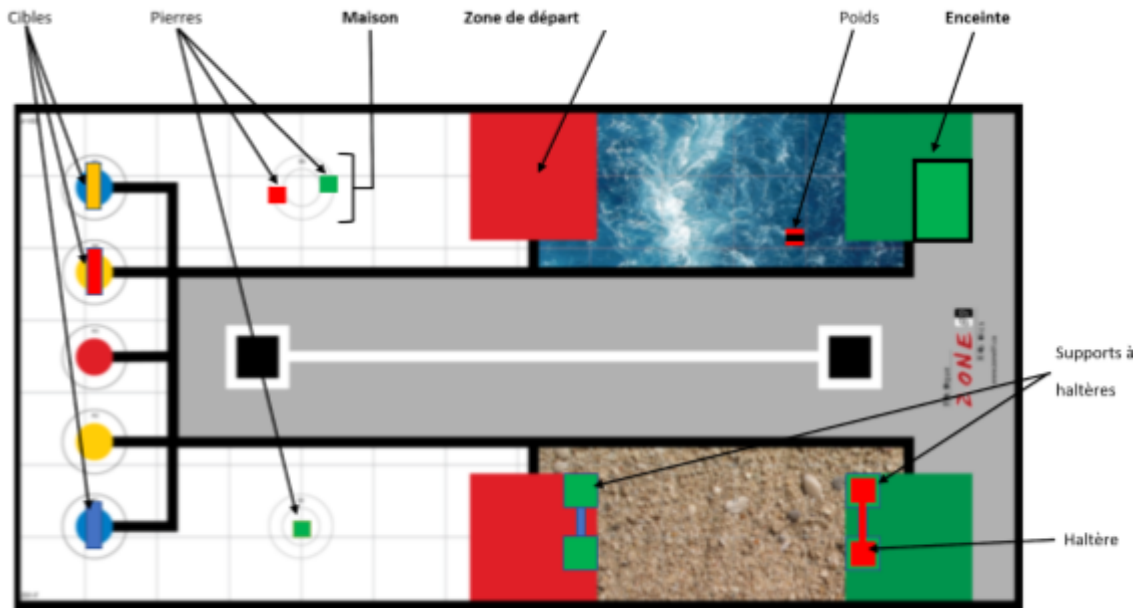 Cibles
Pierres
Maison
Zone de départ
Poids
Enceinte
ZONE
Supports à
haltères
Haltère